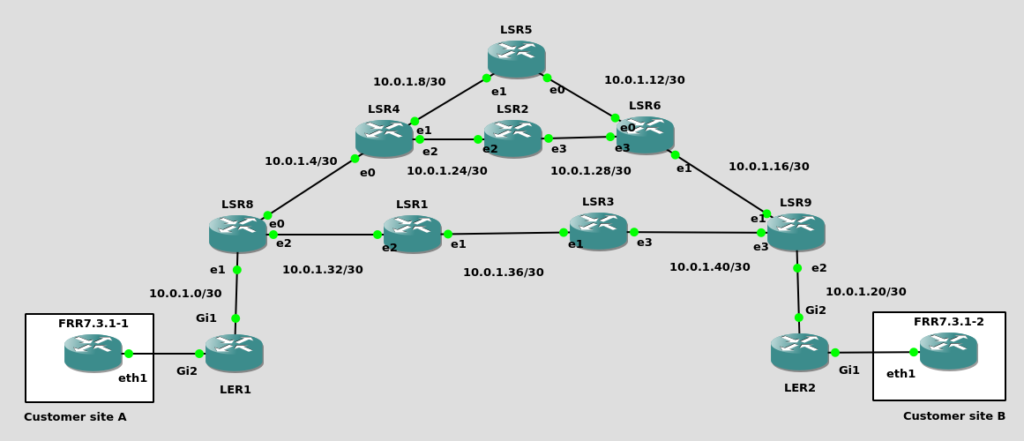 LSR5
10.0.1.8/30
10.0.1.12/30
e1
e0
LSR4
LSR2
LSR6
e1
e0
e2
e2
e3
e3
10.0.1.4/30
e0
10.0.1.24/30
10.0.1.28/30
e1
10.0.1.16/30
LSR8
LSR1
LSR3
LSR9
e0
e1
e2
e2
e1
e1
e3
e3
e1
10.0.1.32/30
10.0.1.36/30
10.0.1.40/30
e2
10.0.1.0/30
10.0.1.20/30
Gi1
Gi2
FRR7.3.1-1
FRR7.3.1-2
eth1
Gi2
Gi1
eth1
LER1
LER2
Customer site A
Customer site B